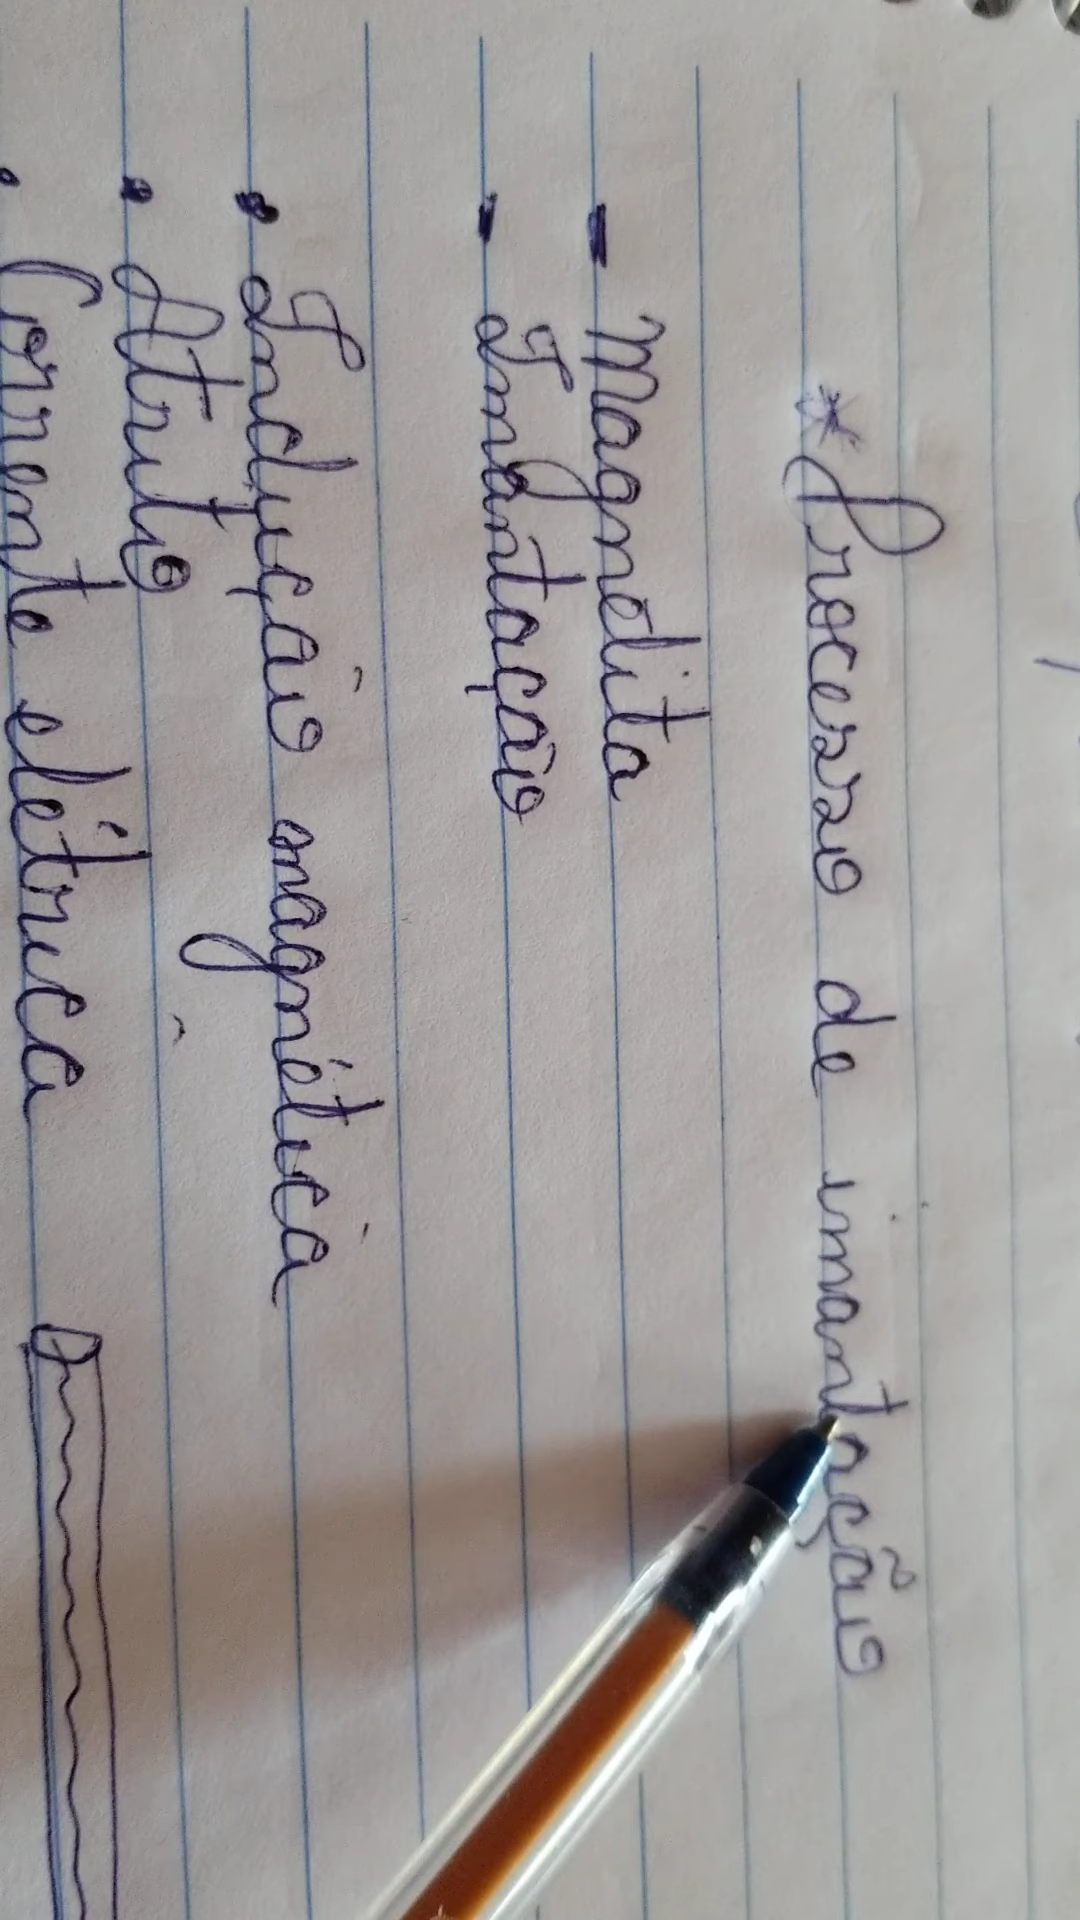 * Processo de imantação
- Magnetita
- Imantação
• Indução magnética
• Atrito
• Corrente elétrica